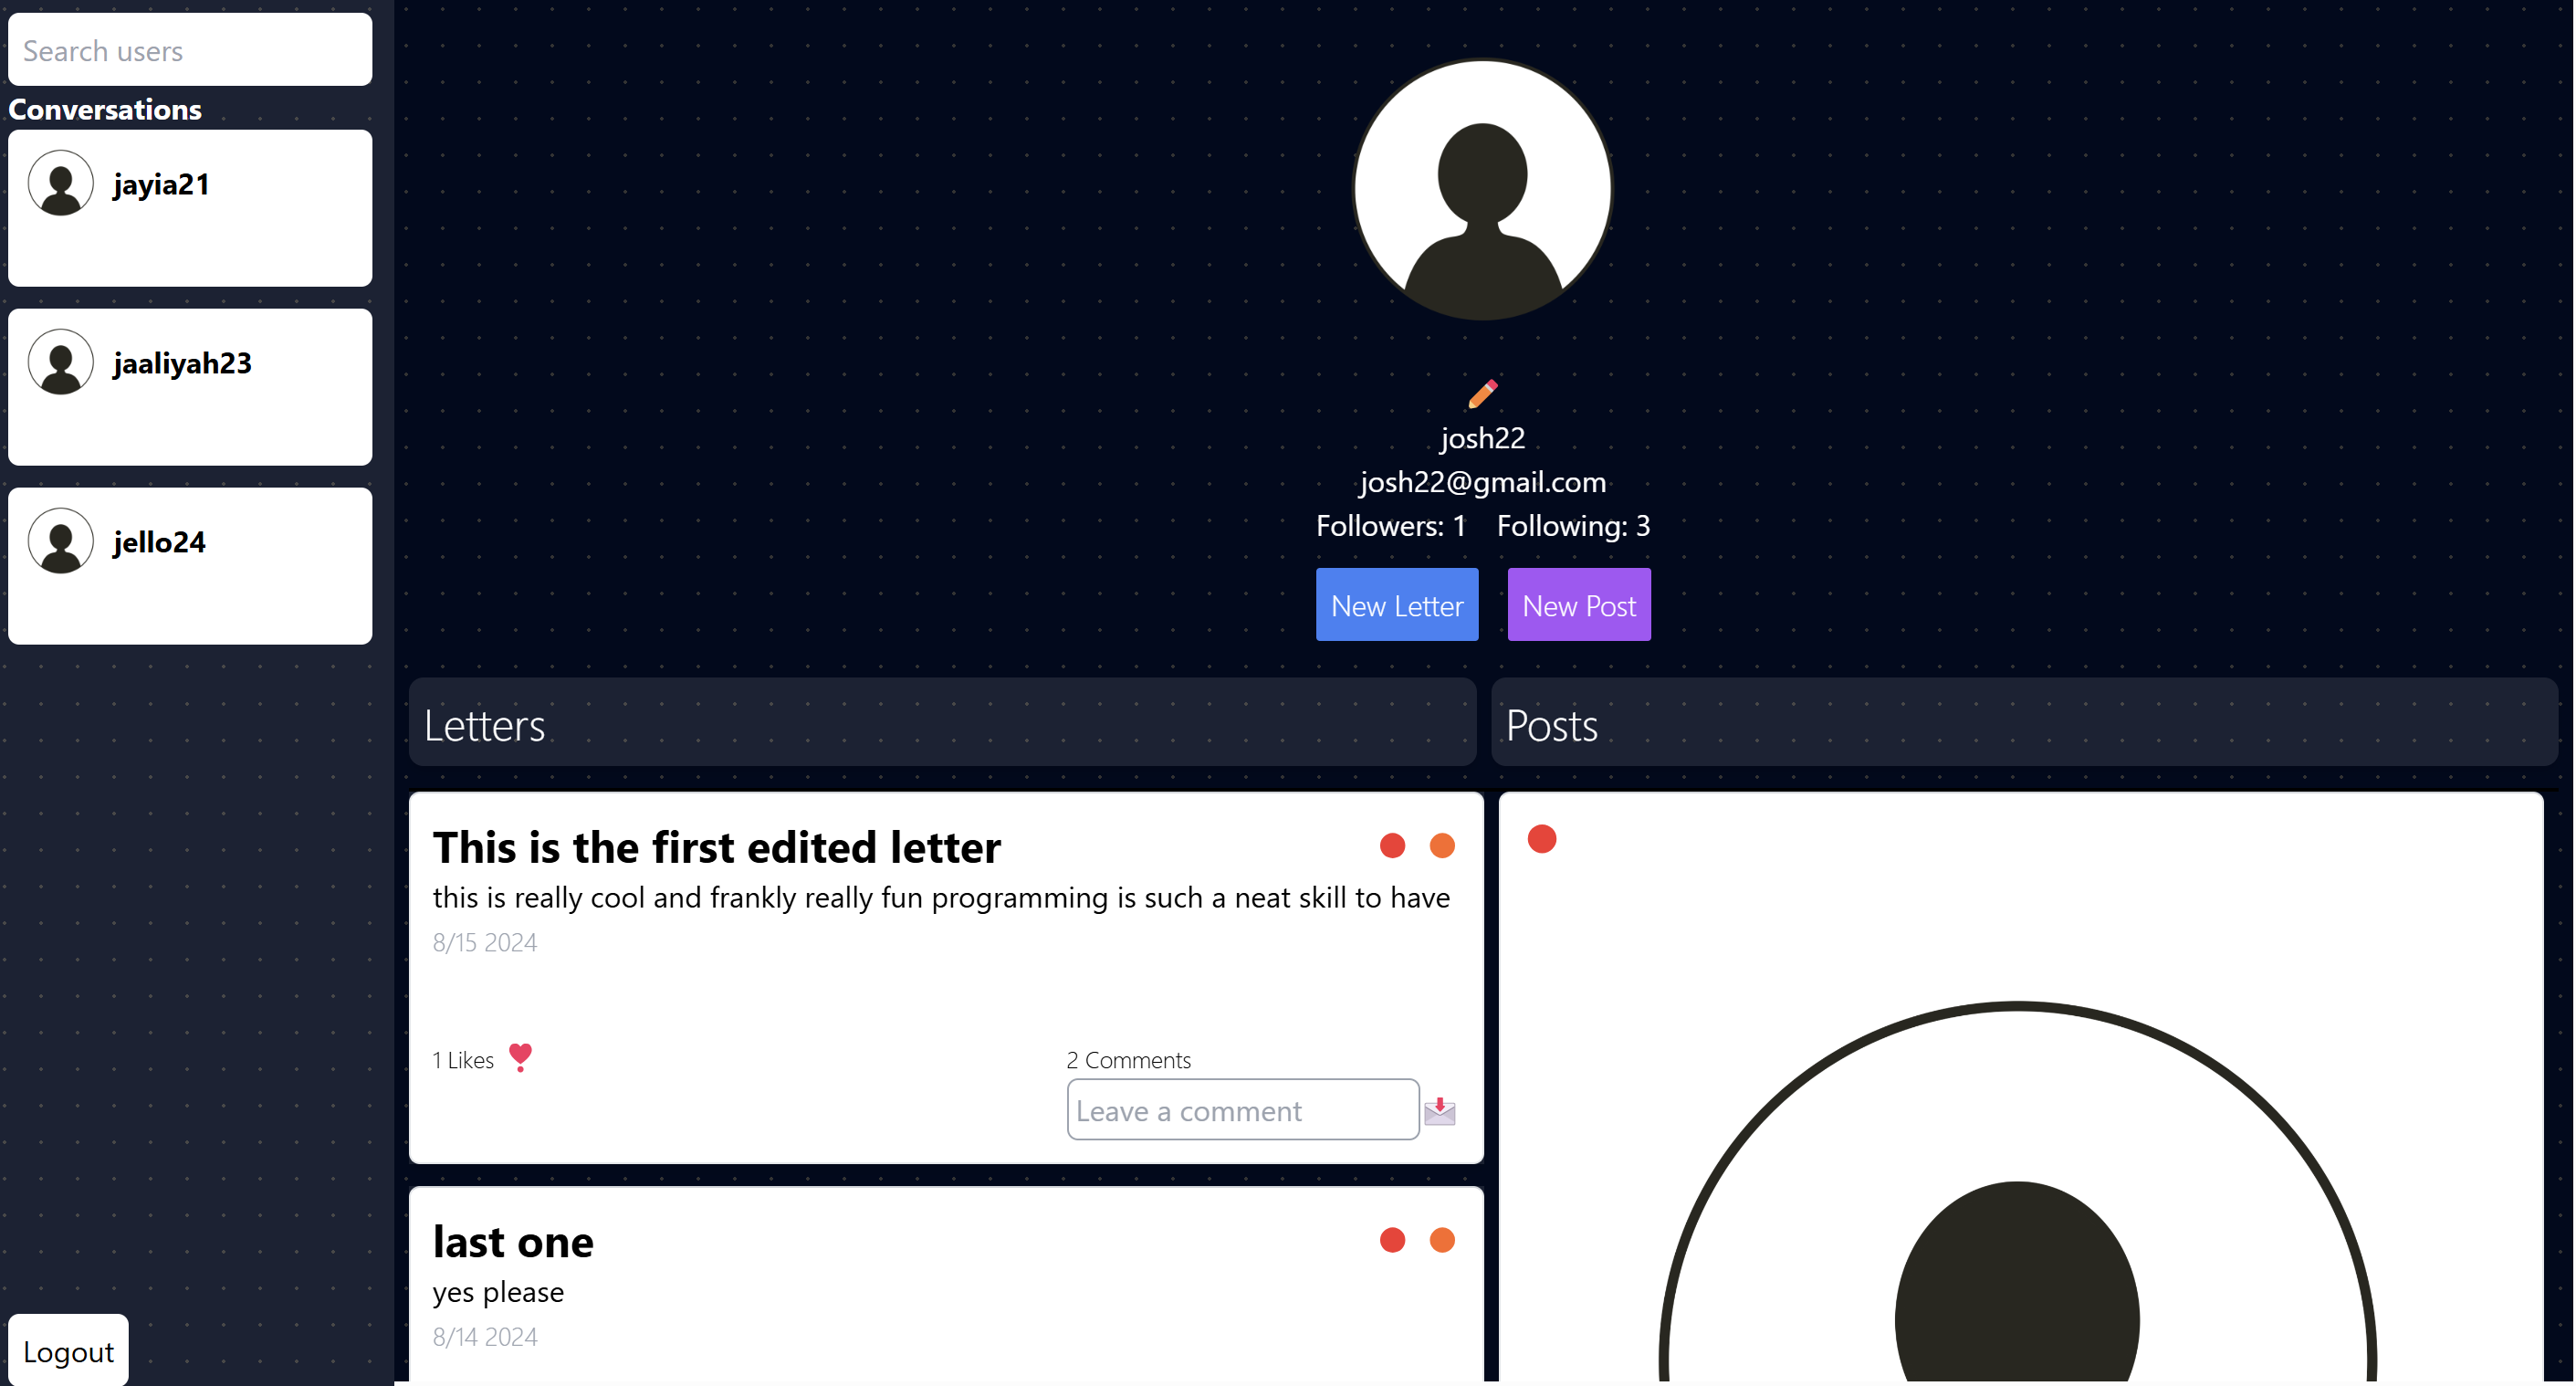 Search users
Conversations
jayia21
jaaliyah23
jello24
Logout
josh22
josh22@gmail.com
Followers: 1 Following: 3
New Letter New Post
Letters
Posts
This is the first edited letter
this is really cool and frankly really fun programming is such a neat skill to have
8/15 2024
1 Likes
2 Comments
Leave a comment
last one
yes please
8/14 2024